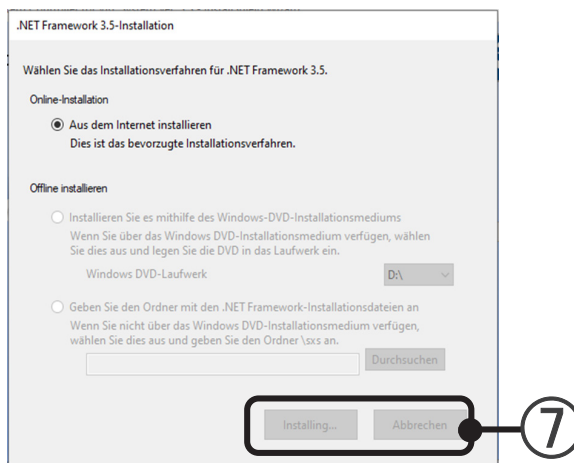 .NET Framework 3.5-Installation
Wählen Sie das Installationsverfahren für .NET Framework 3.5.
Online-Installation
Aus dem Internet installieren
Dies ist das bevorzugte Installationsverfahren.
Offline installieren
Installieren Sie es mithilfe des Windows-DVD-Installationsmediums
Wenn Sie über das Windows DVD-Installationsmedium verfügen, wählen
Sie dies aus und legen Sie die DVD in das Laufwerk ein.
Windows DVD-Laufwerk D:\
Geben Sie den Ordner mit den .NET Framework-Installationsdateien an
Wenn Sie nicht über das Windows DVD-Installationsmedium verfügen,
wählen Sie dies aus und geben Sie den Ordner \sxs an.
Durchsuchen
Installing... Abbrechen
7